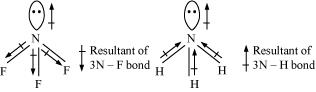 N
F F F
Resultant of
3N – F bond
N
H H H
Resultant of
3N – H bond